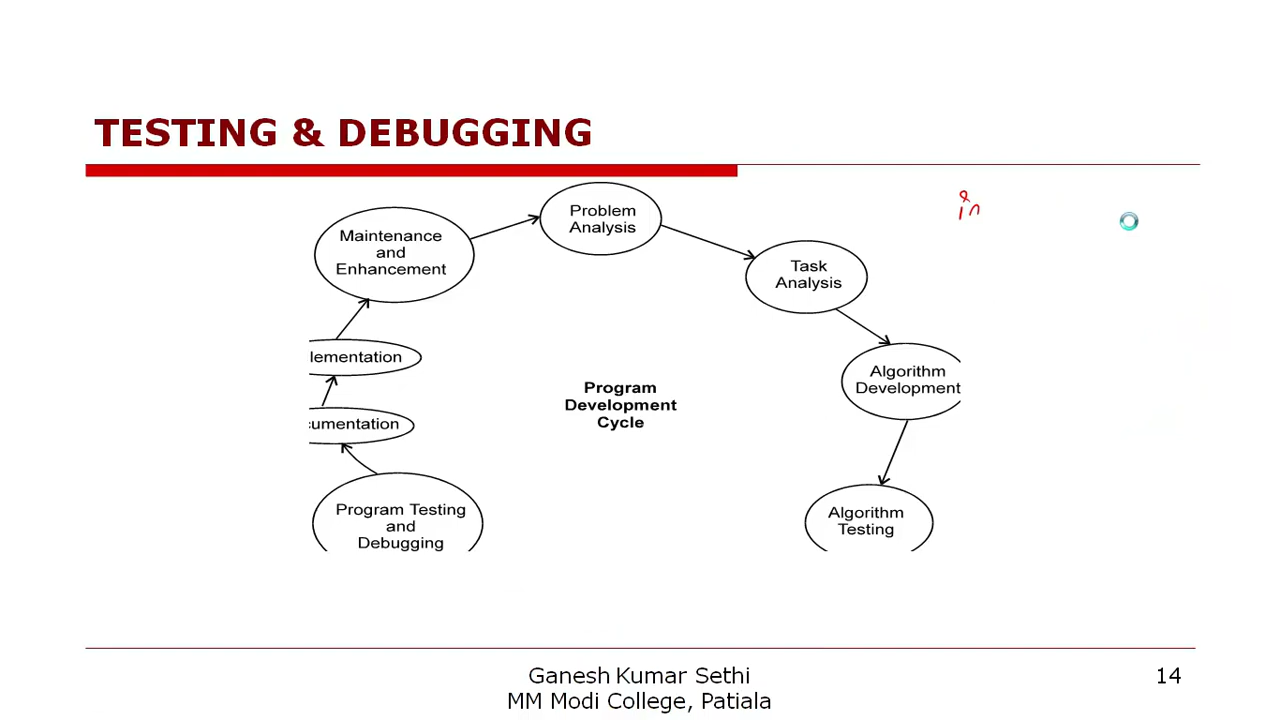 TESTING & DEBUGGING
Problem
Analysis
Maintenance
and
Enhancement
Task
Analysis
lementation
Algorithm
Development
Program
Development
Cycle
cumentation
Program Testing
and
Debugging
Algorithm
Testing
Ganesh Kumar Sethi
MM Modi College, Patiala
14